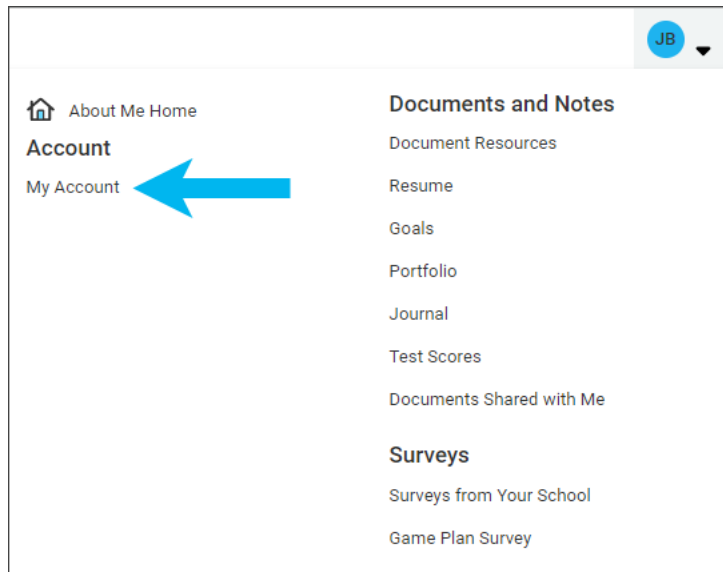 JB
About Me Home
Account
My Account
Documents and Notes
Document Resources
Resume
Goals
Portfolio
Journal
Test Scores
Documents Shared with Me
Surveys
Surveys from Your School
Game Plan Survey